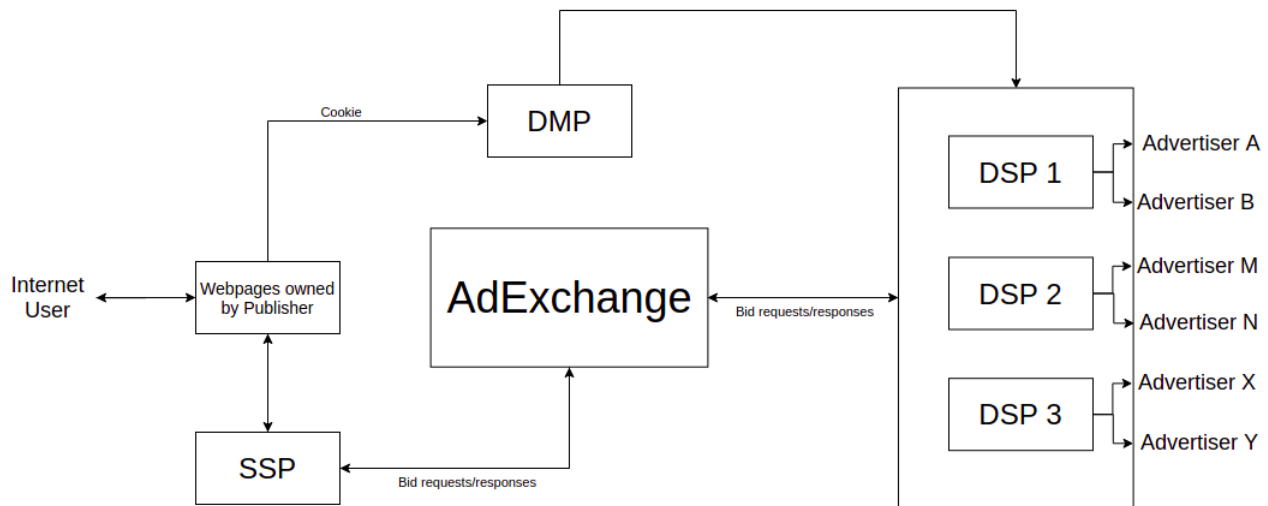 Cookie
DMP
DSP 1
Advertiser A
Advertiser B
Internet
User
Webpages owned
by Publisher
AdExchange
Bid requests/responses
DSP 2
Advertiser M
Advertiser N
SSP
Bid requests/responses
DSP 3
Advertiser X
Advertiser Y